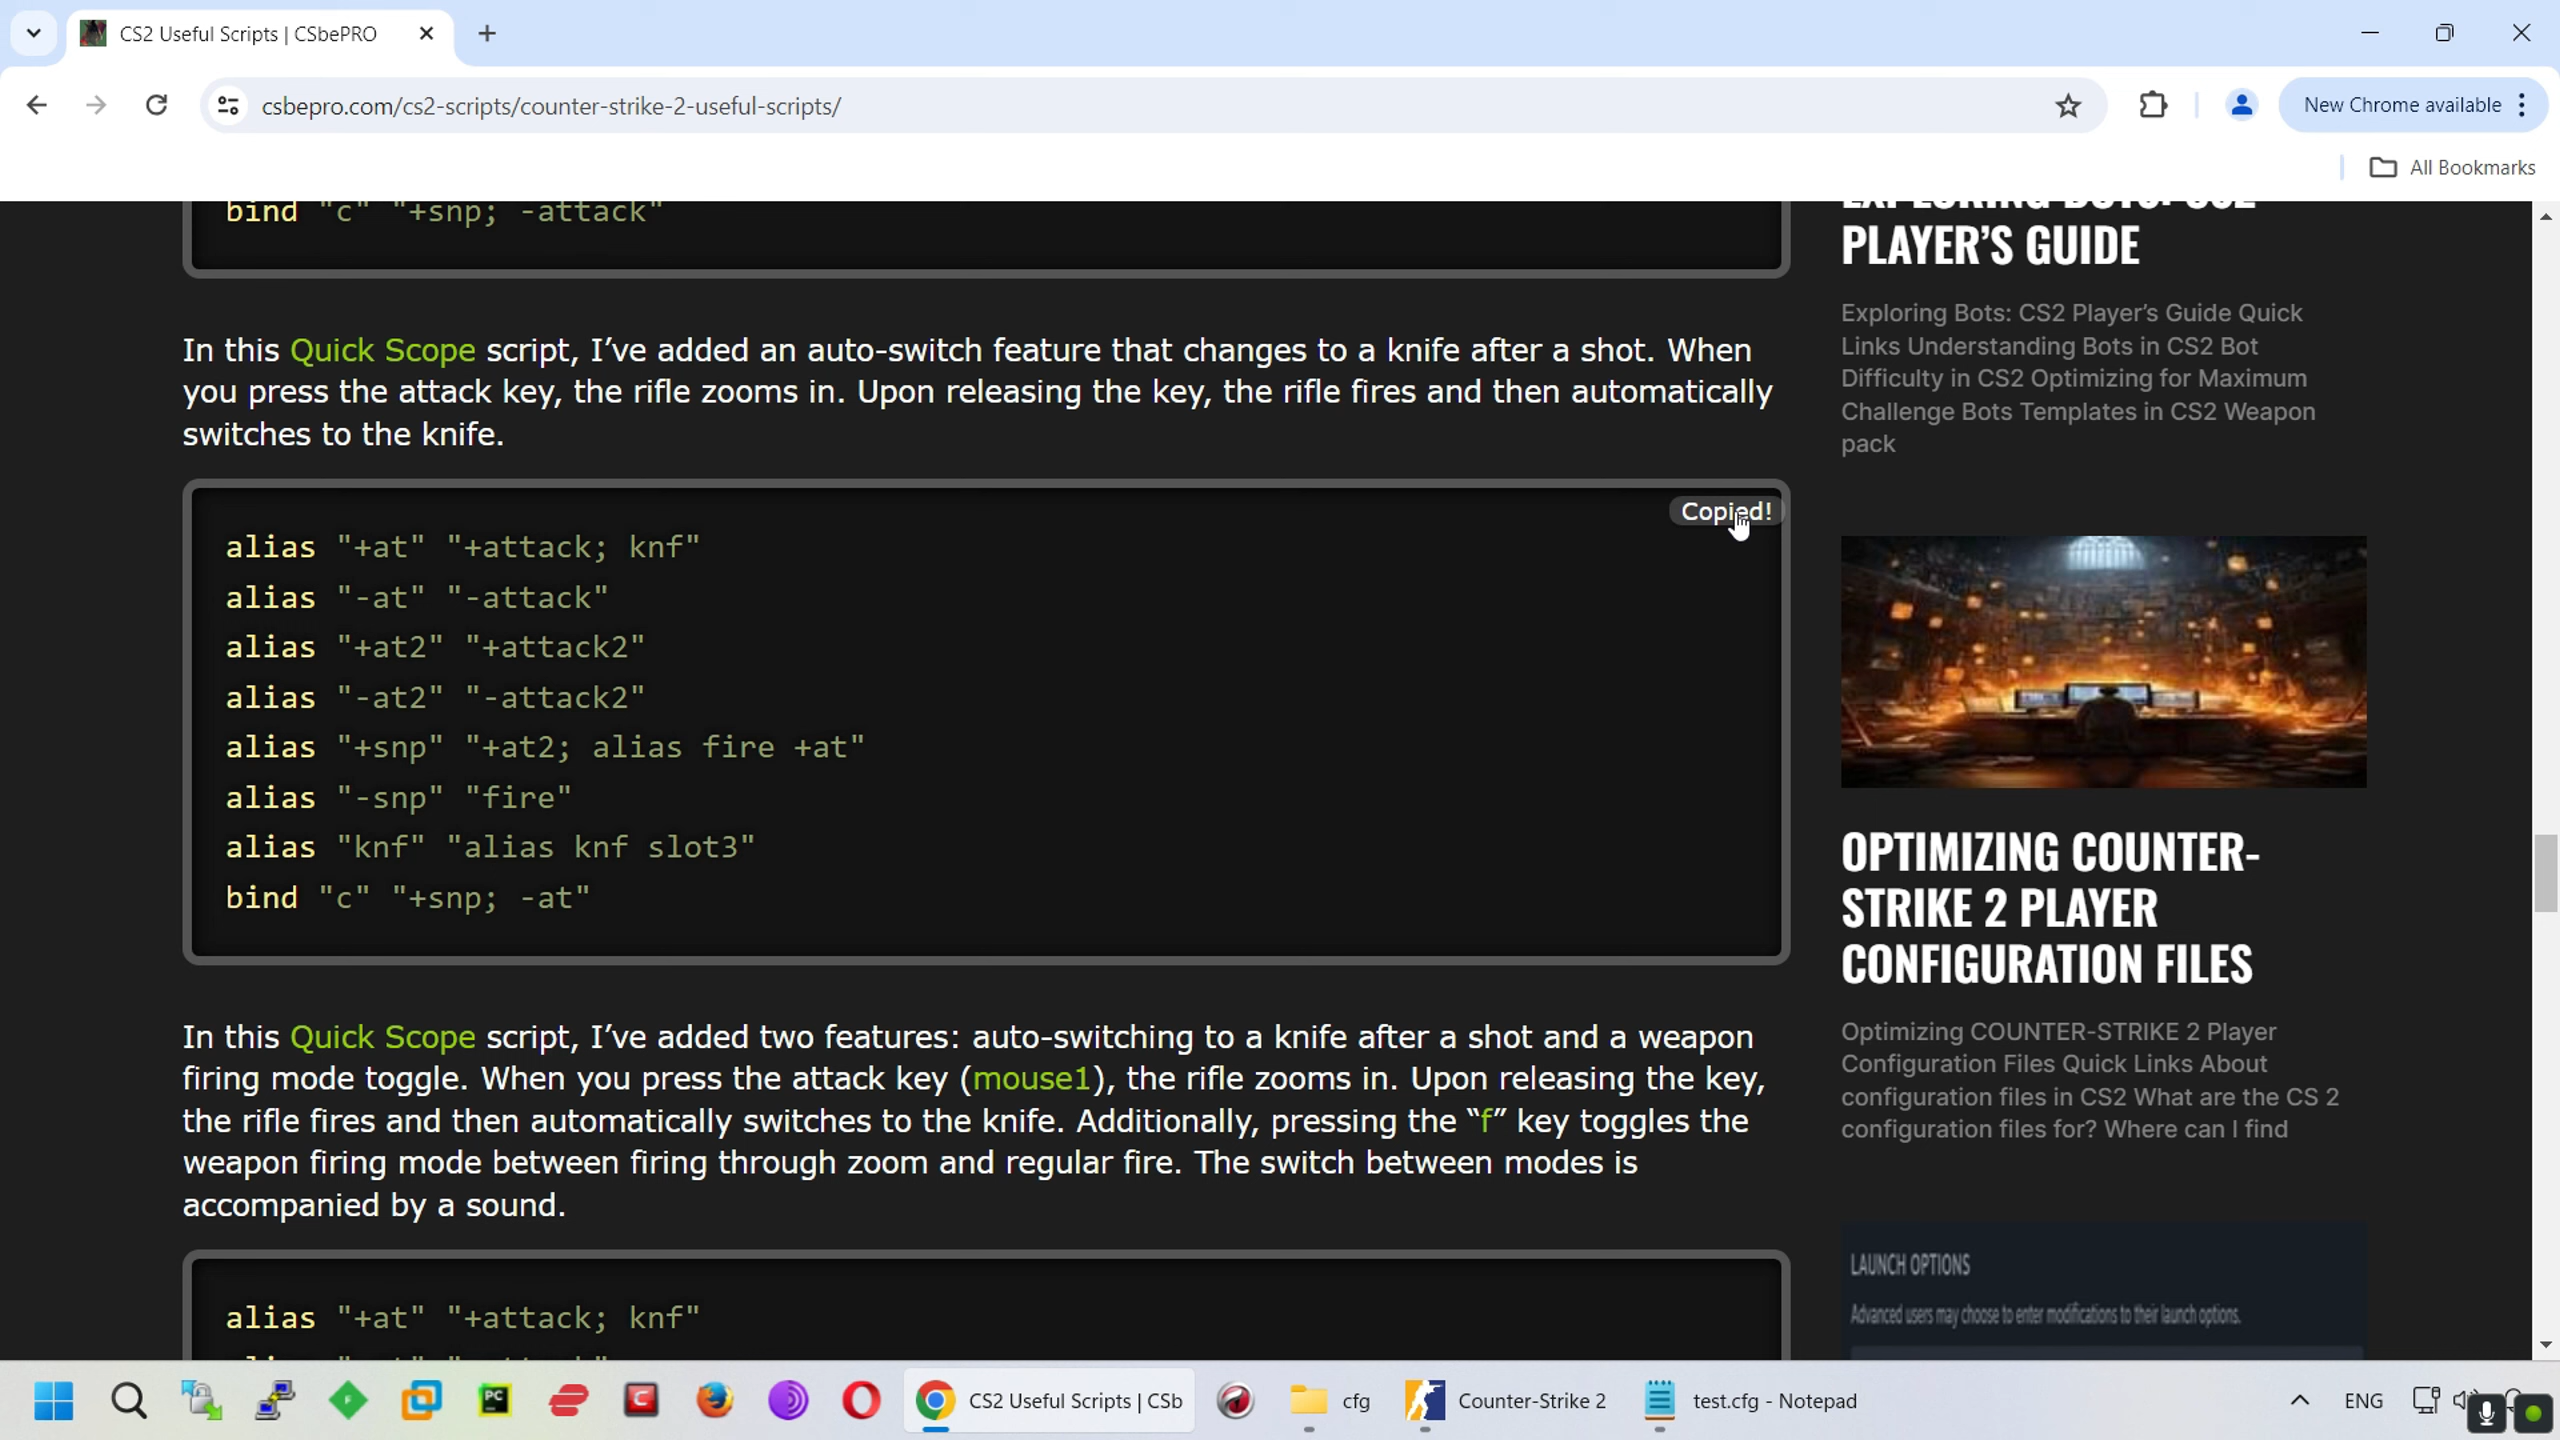 CS2 Useful Scripts | CSbePRO
csbepro.com/cs2-scripts/counter-strike-2-useful-scripts/
New Chrome available
All Bookmarks
bind "c" "+snp; -attack"
In this Quick Scope script, I’ve added an auto-switch feature that changes to a knife after a shot. When
you press the attack key, the rifle zooms in. Upon releasing the key, the rifle fires and then automatically
switches to the knife.
Copied!
alias "+at" "+attack; knf"
alias "-at" "-attack"
alias "+at2" "+attack2"
alias "-at2" "-attack2"
alias "+snp" "+at2; alias fire +at"
alias "-snp" "fire"
alias "knf" "alias knf slot3"
bind "c" "+snp; -at"
In this Quick Scope script, I’ve added two features: auto-switching to a knife after a shot and a weapon
firing mode toggle. When you press the attack key (mouse1), the rifle zooms in. Upon releasing the key,
the rifle fires and then automatically switches to the knife. Additionally, pressing the “f” key toggles the
weapon firing mode between firing through zoom and regular fire. The switch between modes is
accompanied by a sound.
alias "+at" "+attack; knf"
EXPLORING BOTS: CS2
PLAYER’S GUIDE
Exploring Bots: CS2 Player’s Guide Quick
Links Understanding Bots in CS2 Bot
Difficulty in CS2 Optimizing for Maximum
Challenge Bots Templates in CS2 Weapon
pack
OPTIMIZING COUNTER-
STRIKE 2 PLAYER
CONFIGURATION FILES
Optimizing COUNTER-STRIKE 2 Player
Configuration Files Quick Links About
configuration files in CS2 What are the CS 2
configuration files for? Where can I find
LAUNCH OPTIONS
Advanced users may choose to enter modifications to their launch options.
PC
C
CS2 Useful Scripts | CSb
cfg
Counter-Strike 2
test.cfg - Notepad
ENG